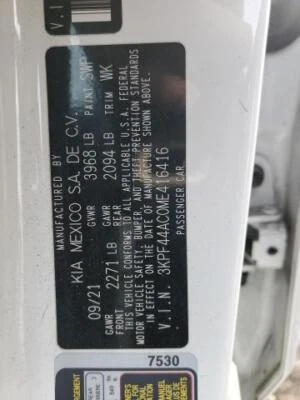 MANUFACTURED BY
KIA MEXICO S.A. DE C.V.
09/21 GVWR 3968 LB PAINT SWP
GAWR FRONT 2271 LB GAWR REAR 2094 LB TRIM WK
THIS VEHICLE CONFORMS TO ALL APPLICABLE U.S.A. FEDERAL
MOTOR VEHICLE SAFETY, BUMPER, AND THEFT PREVENTION STANDARDS
IN EFFECT ON THE DATE OF MANUFACTURE SHOWN ABOVE.
V.I.N. 3KPF44AC0ME416416
PASSENGER CAR
V.I
7530